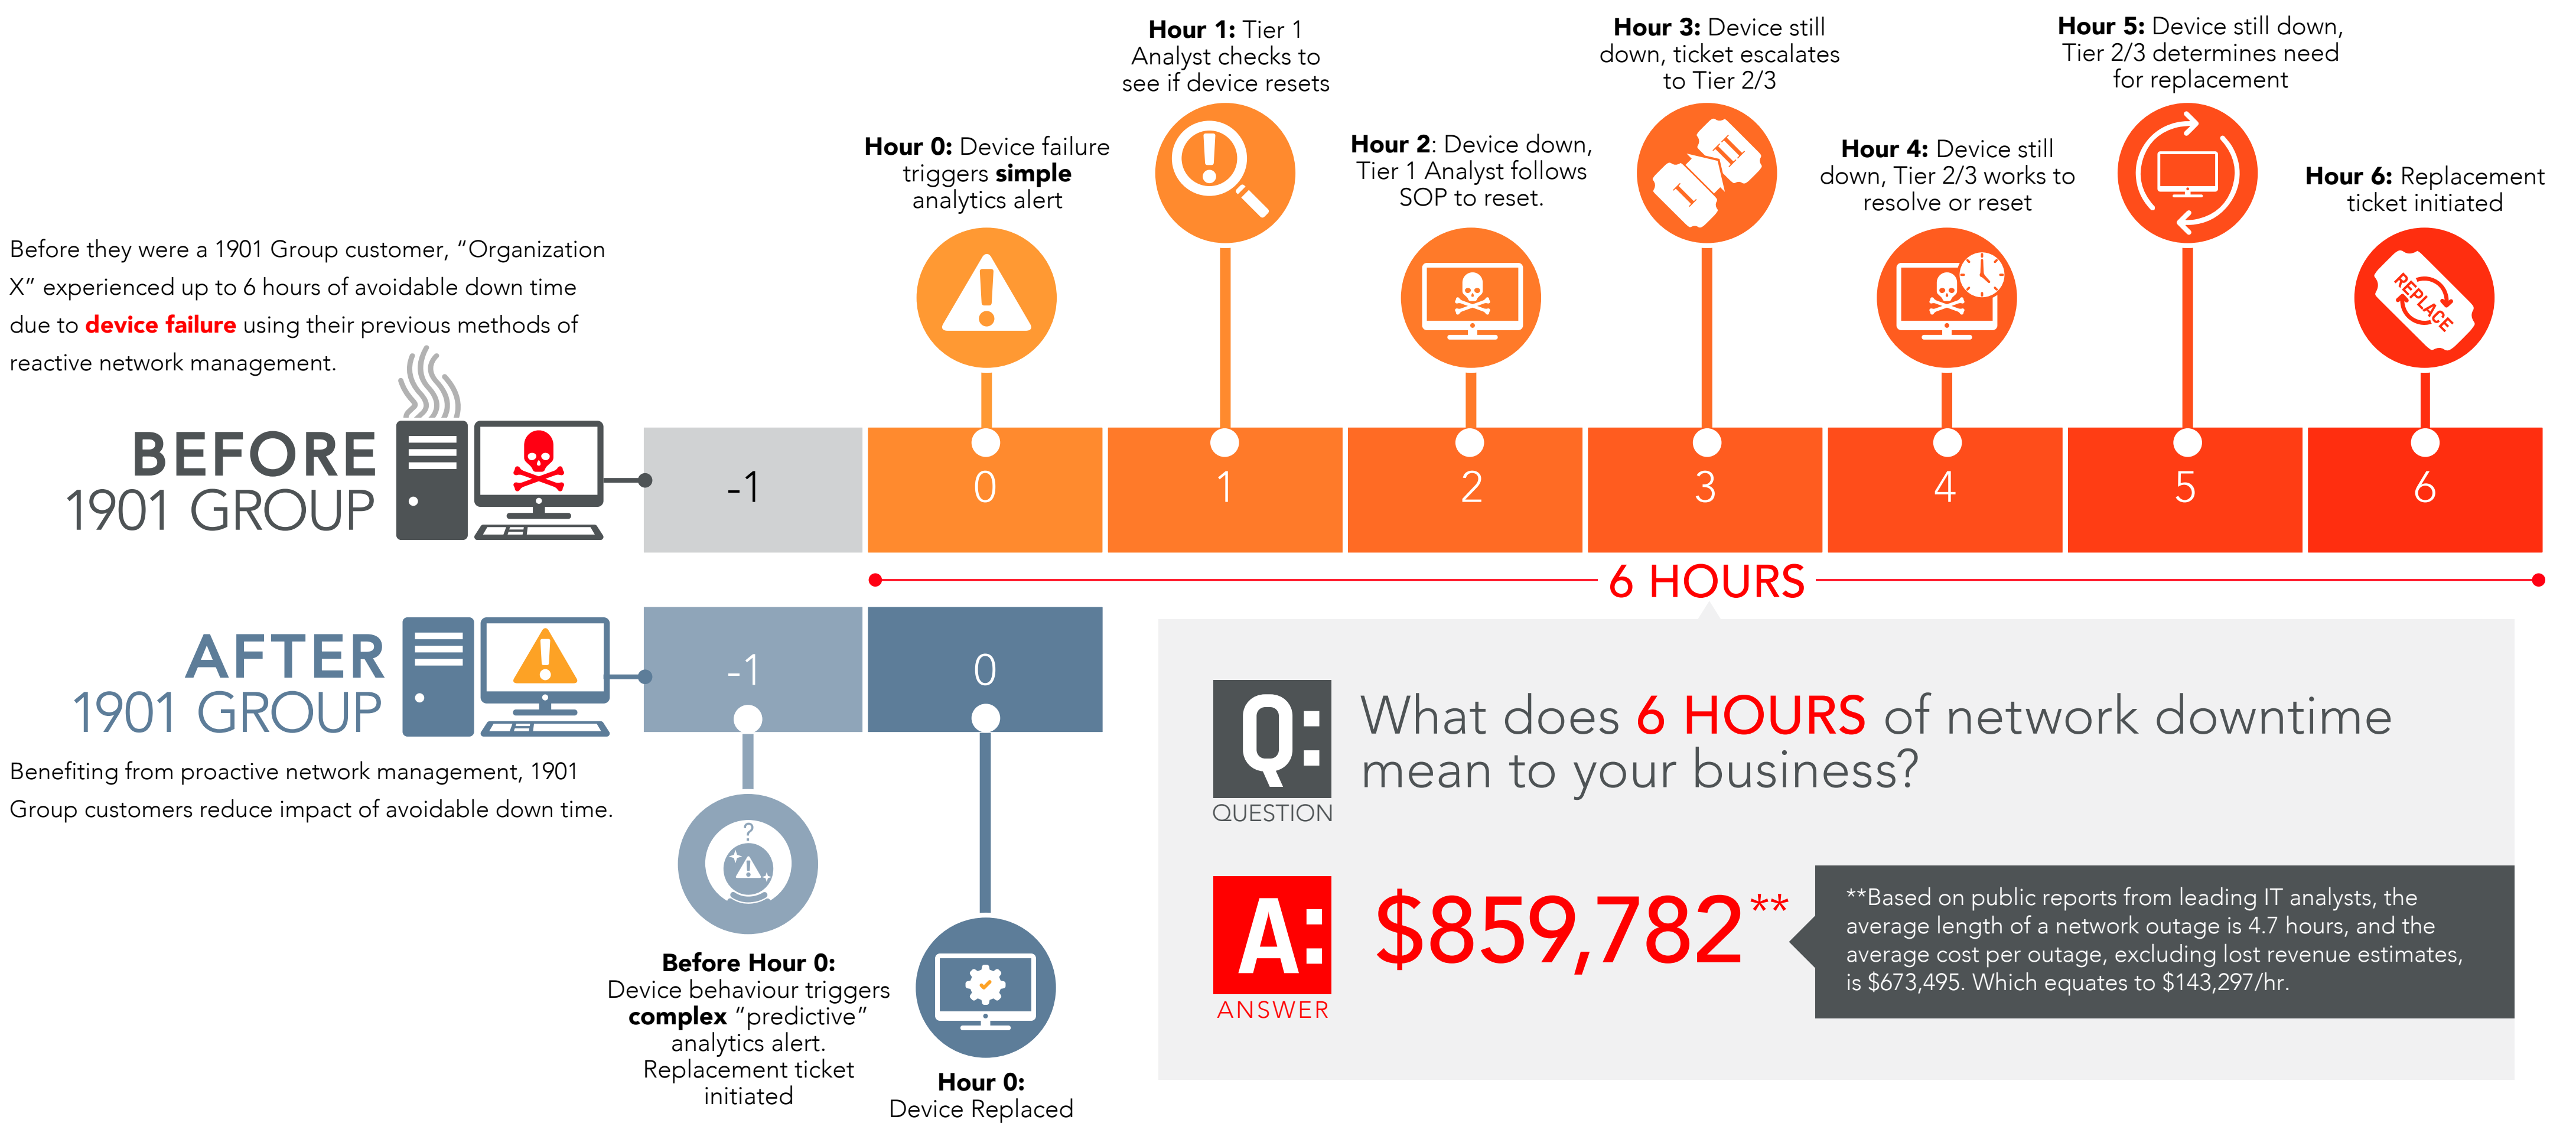 Hour 1: Tier 1
Analyst checks to
see if device resets
Hour 3: Device still
down, ticket escalates
to Tier 2/3
Hour 5: Device still down,
Tier 2/3 determines need
for replacement
Hour 0: Device failure
triggers simple
analytics alert
Hour 2: Device down,
Tier 1 Analyst follows
SOP to reset.
Hour 4: Device still
down, Tier 2/3 works to
resolve or reset
Hour 6: Replacement
ticket initiated
I II
REPLACE
Before they were a 1901 Group customer, “Organization
X” experienced up to 6 hours of avoidable down time
due to device failure using their previous methods of
reactive network management.
BEFORE
1901 GROUP
-1 0 1 2 3 4 5 6
6 HOURS
AFTER
1901 GROUP
-1 0
Benefiting from proactive network management, 1901
Group customers reduce impact of avoidable down time.
?
Before Hour 0:
Device behaviour triggers
complex “predictive”
analytics alert.
Replacement ticket
initiated
Hour 0:
Device Replaced
Q:
QUESTION
What does 6 HOURS of network downtime
mean to your business?
A:
ANSWER
$859,782**
**Based on public reports from leading IT analysts, the
average length of a network outage is 4.7 hours, and the
average cost per outage, excluding lost revenue estimates,
is $673,495. Which equates to $143,297/hr.